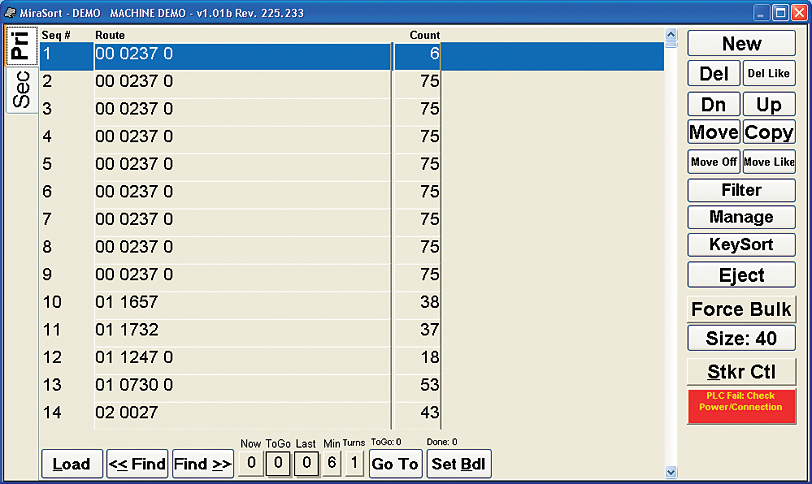 MiraSort - DEMO MACHINE DEMO - v1.01b Rev. 225.233
Pri
Sec
Seq # Route Count
1 00 0237 0 6
2 00 0237 0 75
3 00 0237 0 75
4 00 0237 0 75
5 00 0237 0 75
6 00 0237 0 75
7 00 0237 0 75
8 00 0237 0 75
9 00 0237 0 75
10 01 1657 38
11 01 1732 37
12 01 1247 0 18
13 01 0730 0 53
14 02 0027 43
New
Del Del Like
Dn Up
Move Copy
Move Off Move Like
Filter
Manage
KeySort
Eject
Force Bulk
Size: 40
Stkr Ctl
PLC Fail: Check
Power/Connection
Now ToGo Last Min Turns ToGo: 0 Done: 0
Load << Find Find >> 0 0 0 6 1 Go To Set Bdl